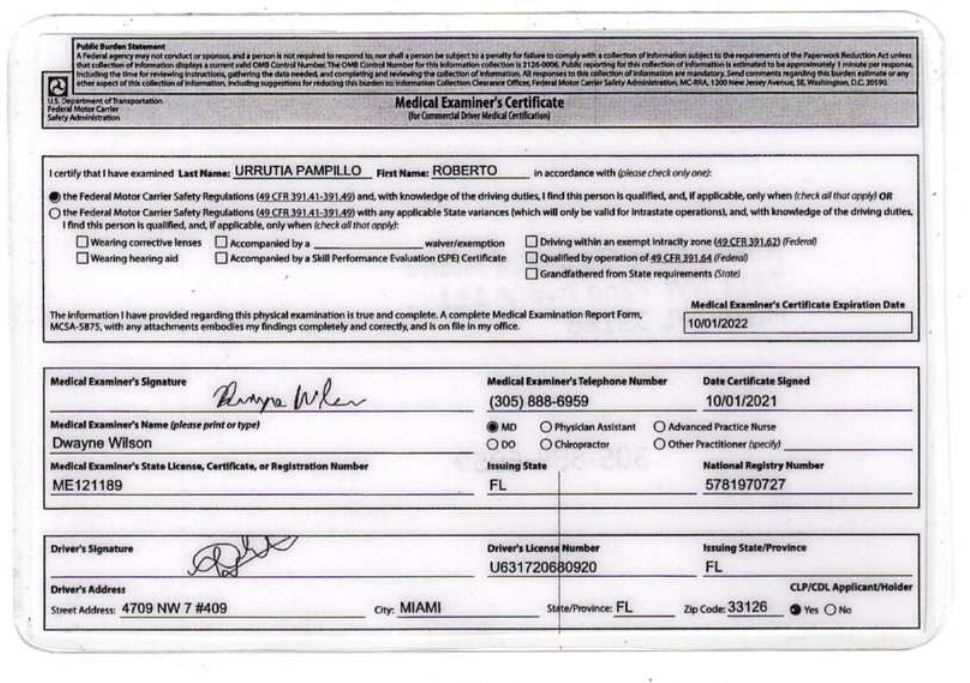 Public Burden Statement
A Federal agency may not conduct or sponsor, and a person is not required to respond to, nor shall a person be subject to a penalty for failure to comply with a collection of information subject to the requirements of the Paperwork Reduction Act unless
that collection of information displays a current valid OMB Control Number. The OMB Control Number for this information collection is 2126-0006. Public reporting for this collection of information is estimated to be approximately 1 minute per response,
including the time for reviewing instructions, gathering the data needed, and completing and reviewing the collection of information. All responses to this collection of information are mandatory. Send comments regarding this burden estimate or any
other aspect of this collection of information, including suggestions for reducing this burden to: Information Collection Clearance Officer, Federal Motor Carrier Safety Administration, MC-RRA, 1200 New Jersey Avenue, SE, Washington, D.C. 20590.
U.S. Department of Transportation
Federal Motor Carrier
Safety Administration
Medical Examiner's Certificate
(for Commercial Driver Medical Certification)
I certify that I have examined Last Name: URRUTIA PAMPILLO First Name: ROBERTO in accordance with (please check only one):
the Federal Motor Carrier Safety Regulations (49 CFR 391.41-391.49) and, with knowledge of the driving duties, I find this person is qualified, and, if applicable, only when (check all that apply) OR
the Federal Motor Carrier Safety Regulations (49 CFR 391.41-391.49) with any applicable State variances (which will only be valid for intrastate operations), and, with knowledge of the driving duties,
I find this person is qualified, and, if applicable, only when (check all that apply):
Wearing corrective lenses Accompanied by a waiver/exemption Driving within an exempt intracity zone (49 CFR 391.62) (Federal)
Wearing hearing aid Accompanied by a Skill Performance Evaluation (SPE) Certificate Qualified by operation of 49 CFR 391.64 (Federal)
Grandfathered from State requirements (State)
The information I have provided regarding this physical examination is true and complete. A complete Medical Examination Report Form,
MCSA-5875, with any attachments embodies my findings completely and correctly, and is on file in my office.
Medical Examiner's Certificate Expiration Date
10/01/2022
Medical Examiner's Signature Medical Examiner's Telephone Number Date Certificate Signed
Dwayne Wilson (305) 888-6959 10/01/2021
Medical Examiner's Name (please print or type) MD Physician Assistant Advanced Practice Nurse
Dwayne Wilson DO Chiropractor Other Practitioner (specify)
Medical Examiner's State License, Certificate, or Registration Number Issuing State National Registry Number
ME121189 FL 5781970727
Driver's Signature Driver's License Number Issuing State/Province
U631720680920 FL
Driver's Address CLP/CDL Applicant/Holder
Street Address: 4709 NW 7 #409 City: MIAMI State/Province: FL Zip Code: 33126 Yes No